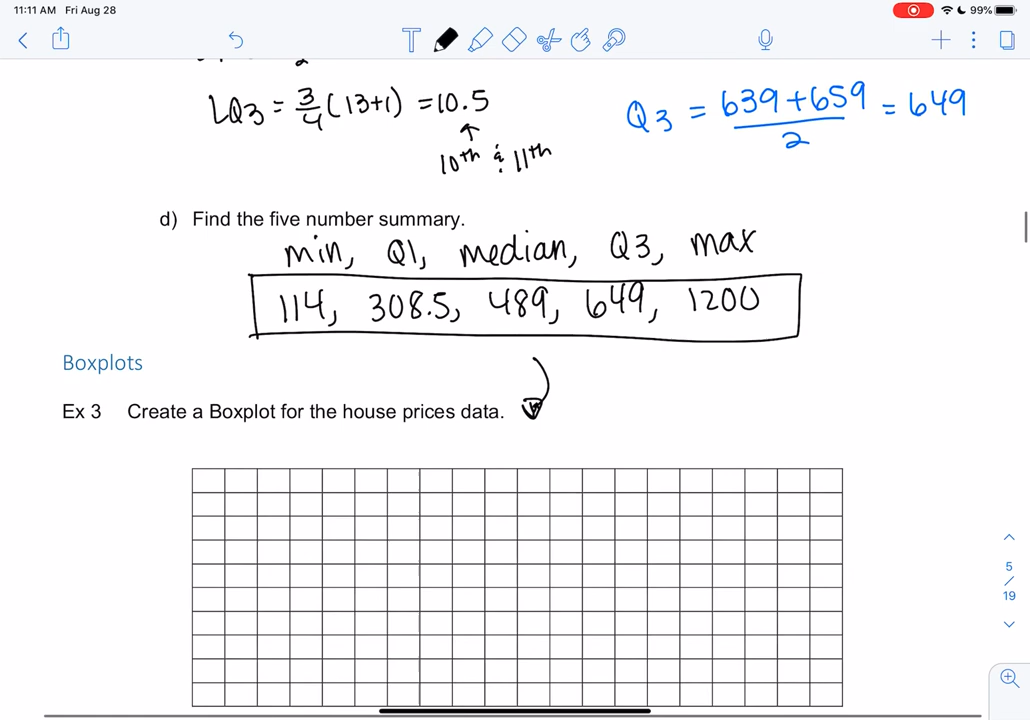 11:11 AM Fri Aug 28
99%
T
LQ3 = 3/4 (13+1) = 10.5
10th & 11th
Q3 = 639+659 / 2 = 649
d) Find the five number summary.
min, Q1, median, Q3, max
114, 308.5, 489, 649, 1200
Boxplots
Ex 3 Create a Boxplot for the house prices data.
5
/
19